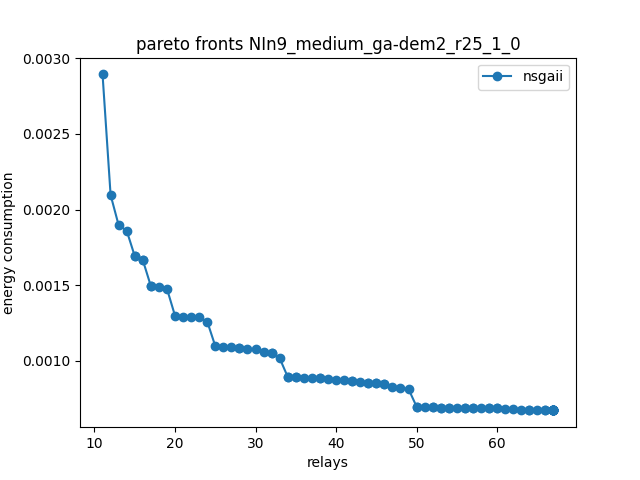 pareto fronts NIn9_medium_ga-dem2_r25_1_0
nsgaii
energy consumption
0.0030
0.0025
0.0020
0.0015
0.0010
10 20 30 40 50 60
relays